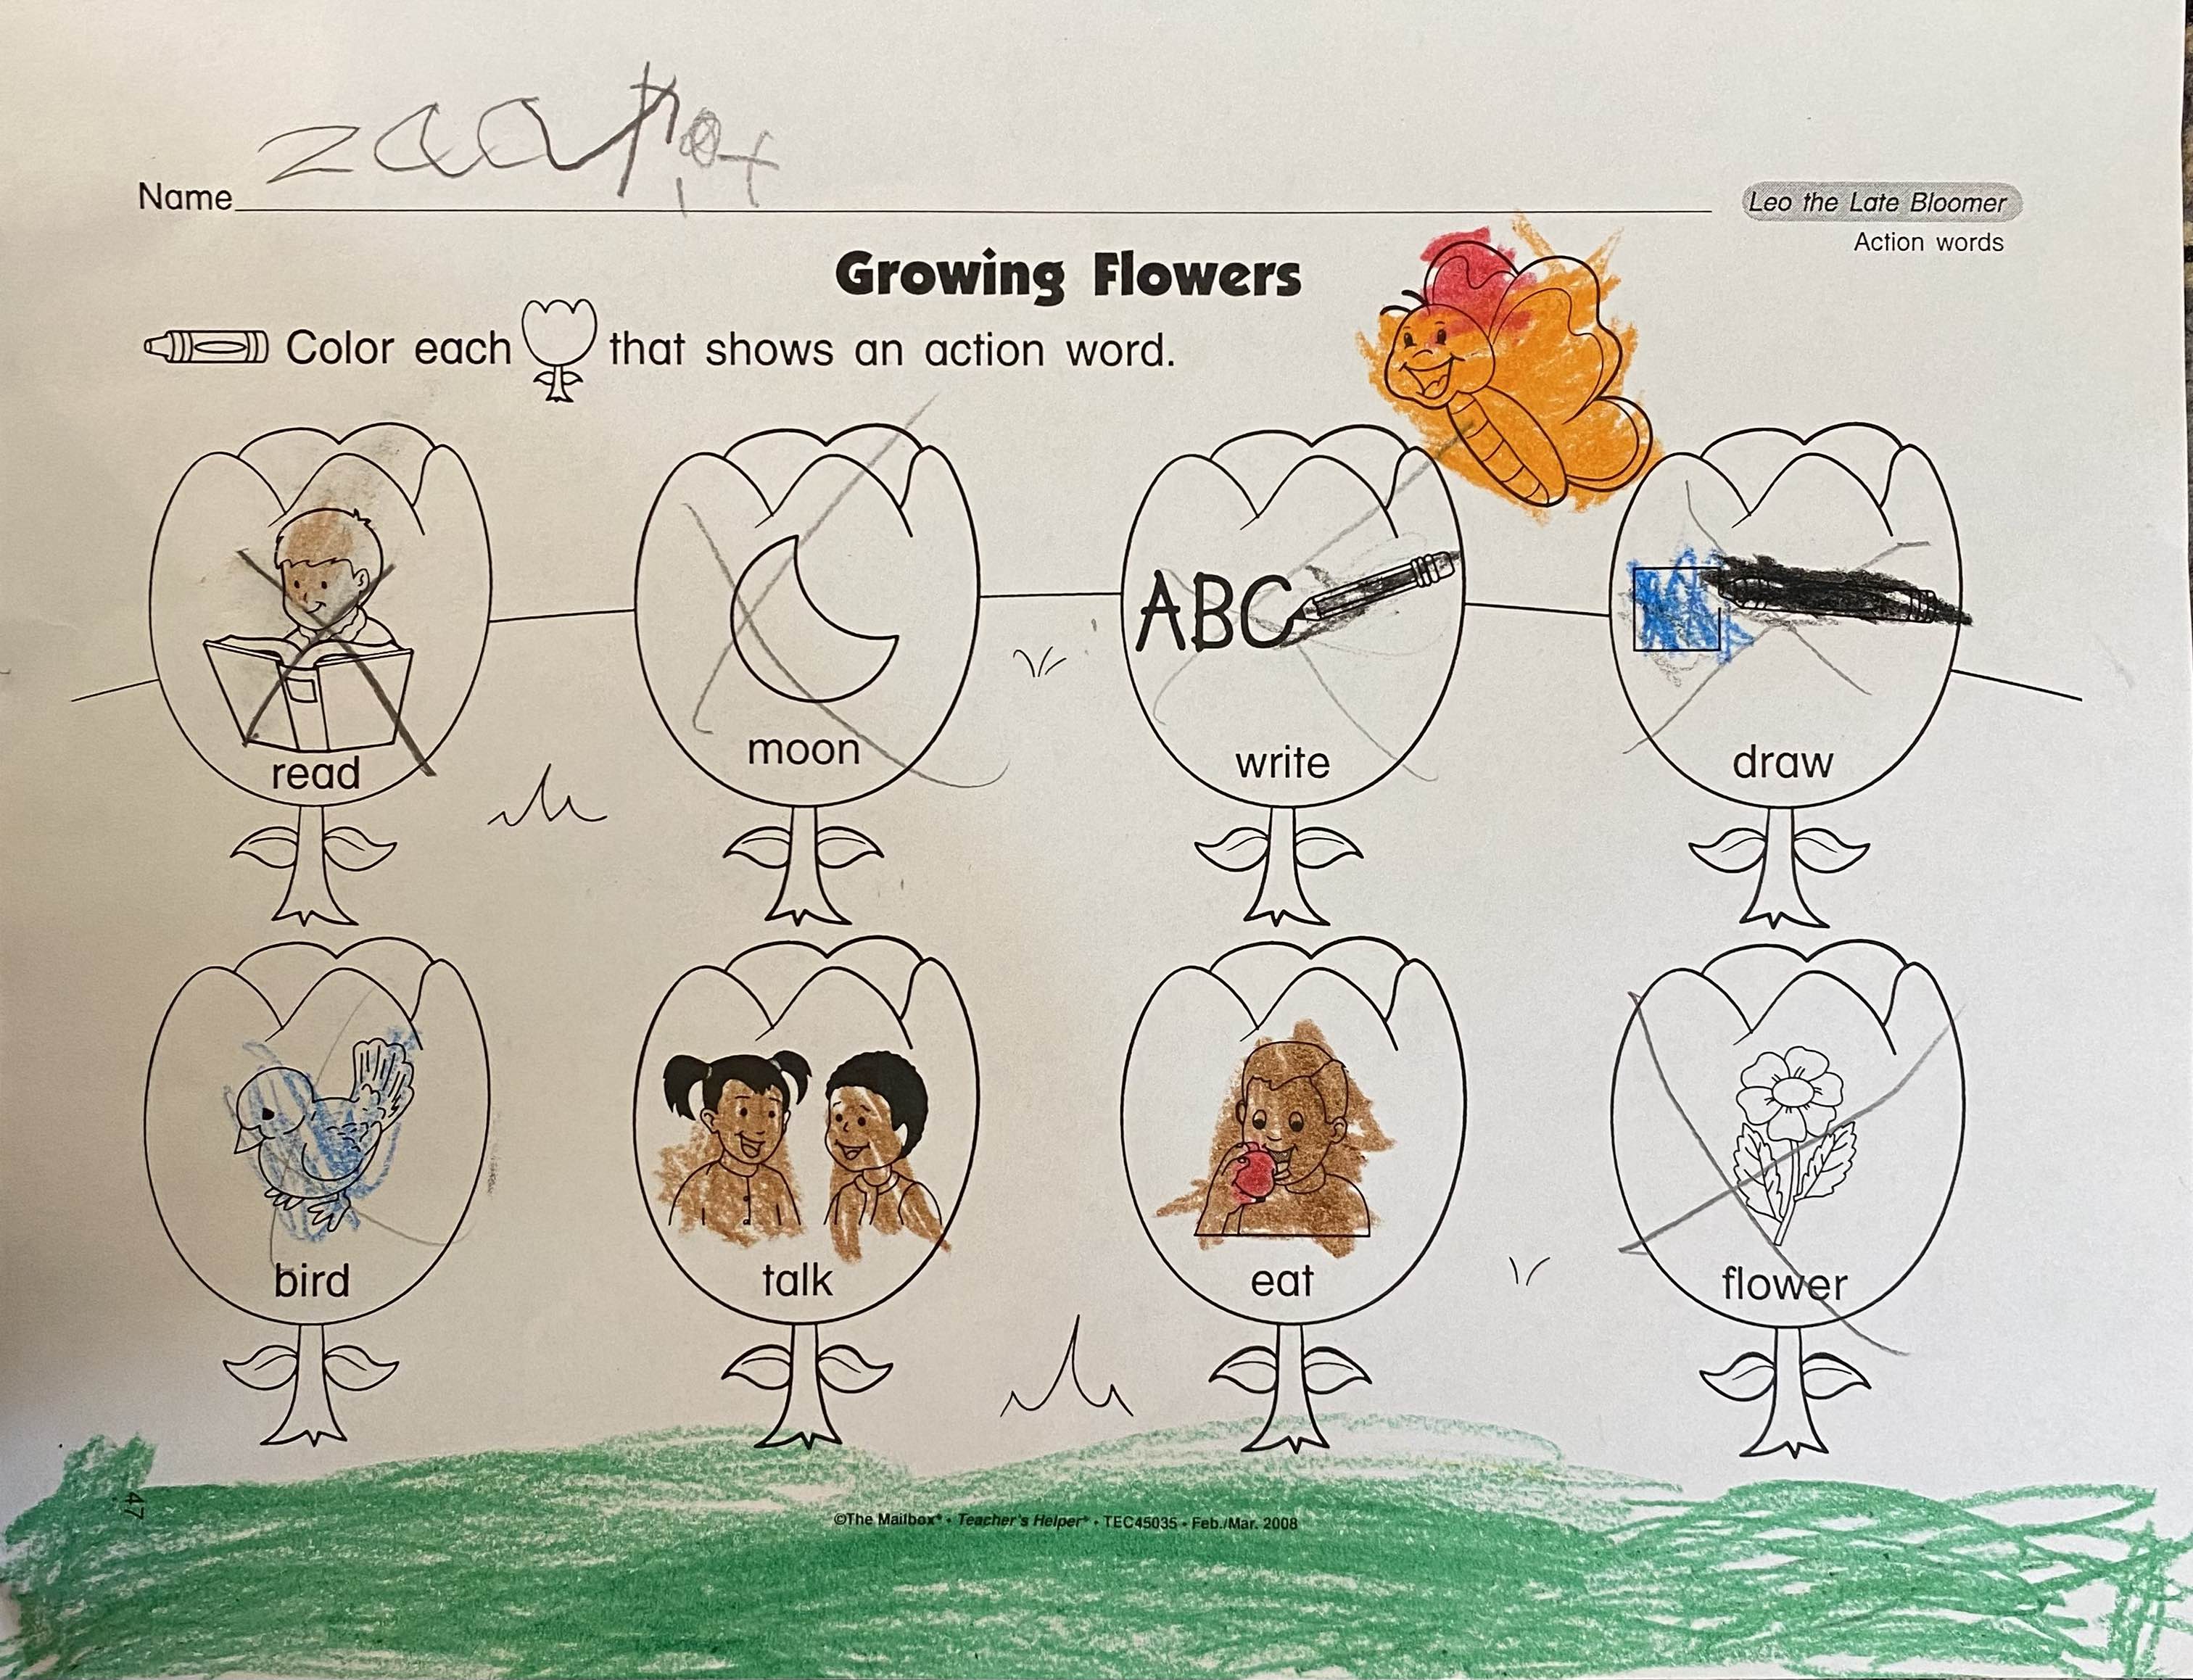 Name
Leo the Late Bloomer
Action words
Growing Flowers
Color each that shows an action word.
ABC
read
moon
write
draw
bird
talk
eat
flower
47
©The Mailbox® • Teacher's Helper® • TEC45035 • Feb./Mar. 2008